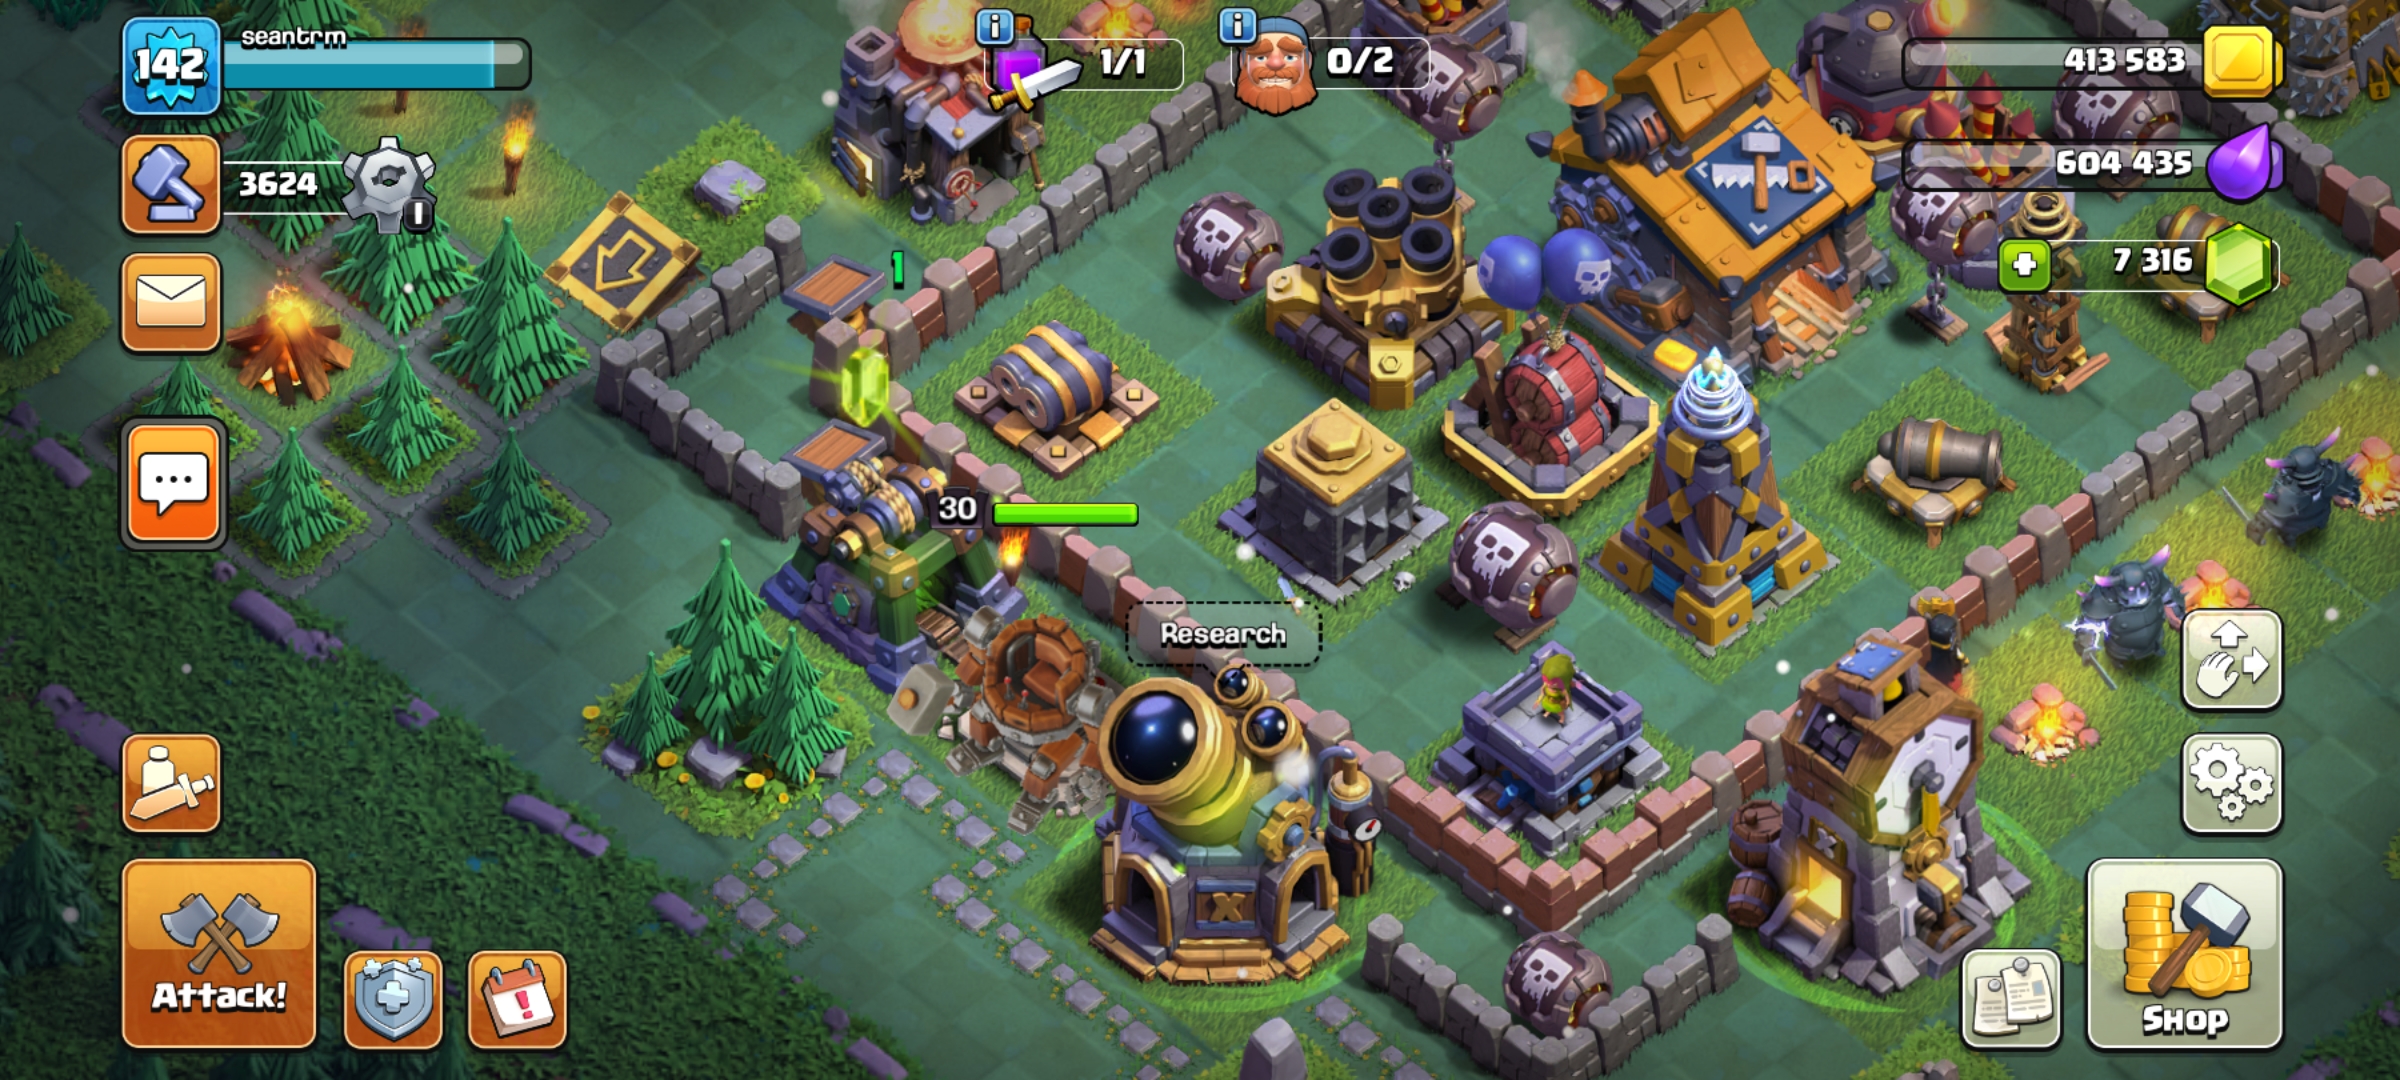 142
seantrm
1/1
0/2
413 583
3624
I
604 435
7 316
1
30
Research
Attack!
Shop